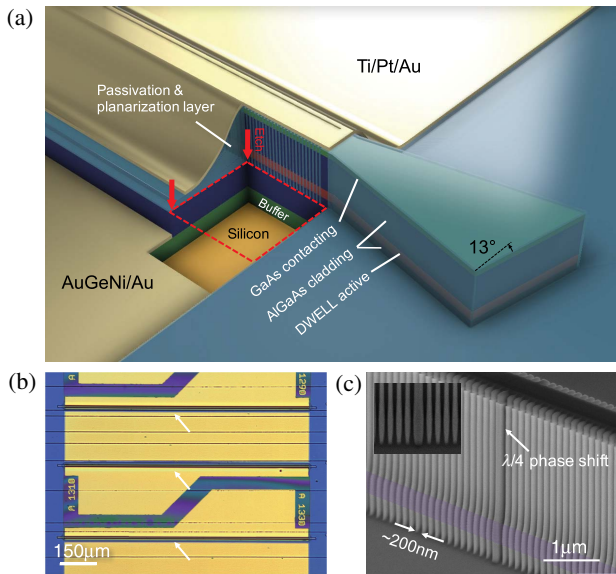 (a)
Ti/Pt/Au
Passivation &
planarization layer
Etch
Buffer
Silicon
AuGeNi/Au
GaAs contacting
AlGaAs cladding
DWELL active
13°
(b)
A
1290
A 1310
A 1330
150μm
(c)
λ/4 phase shift
~200nm
1μm